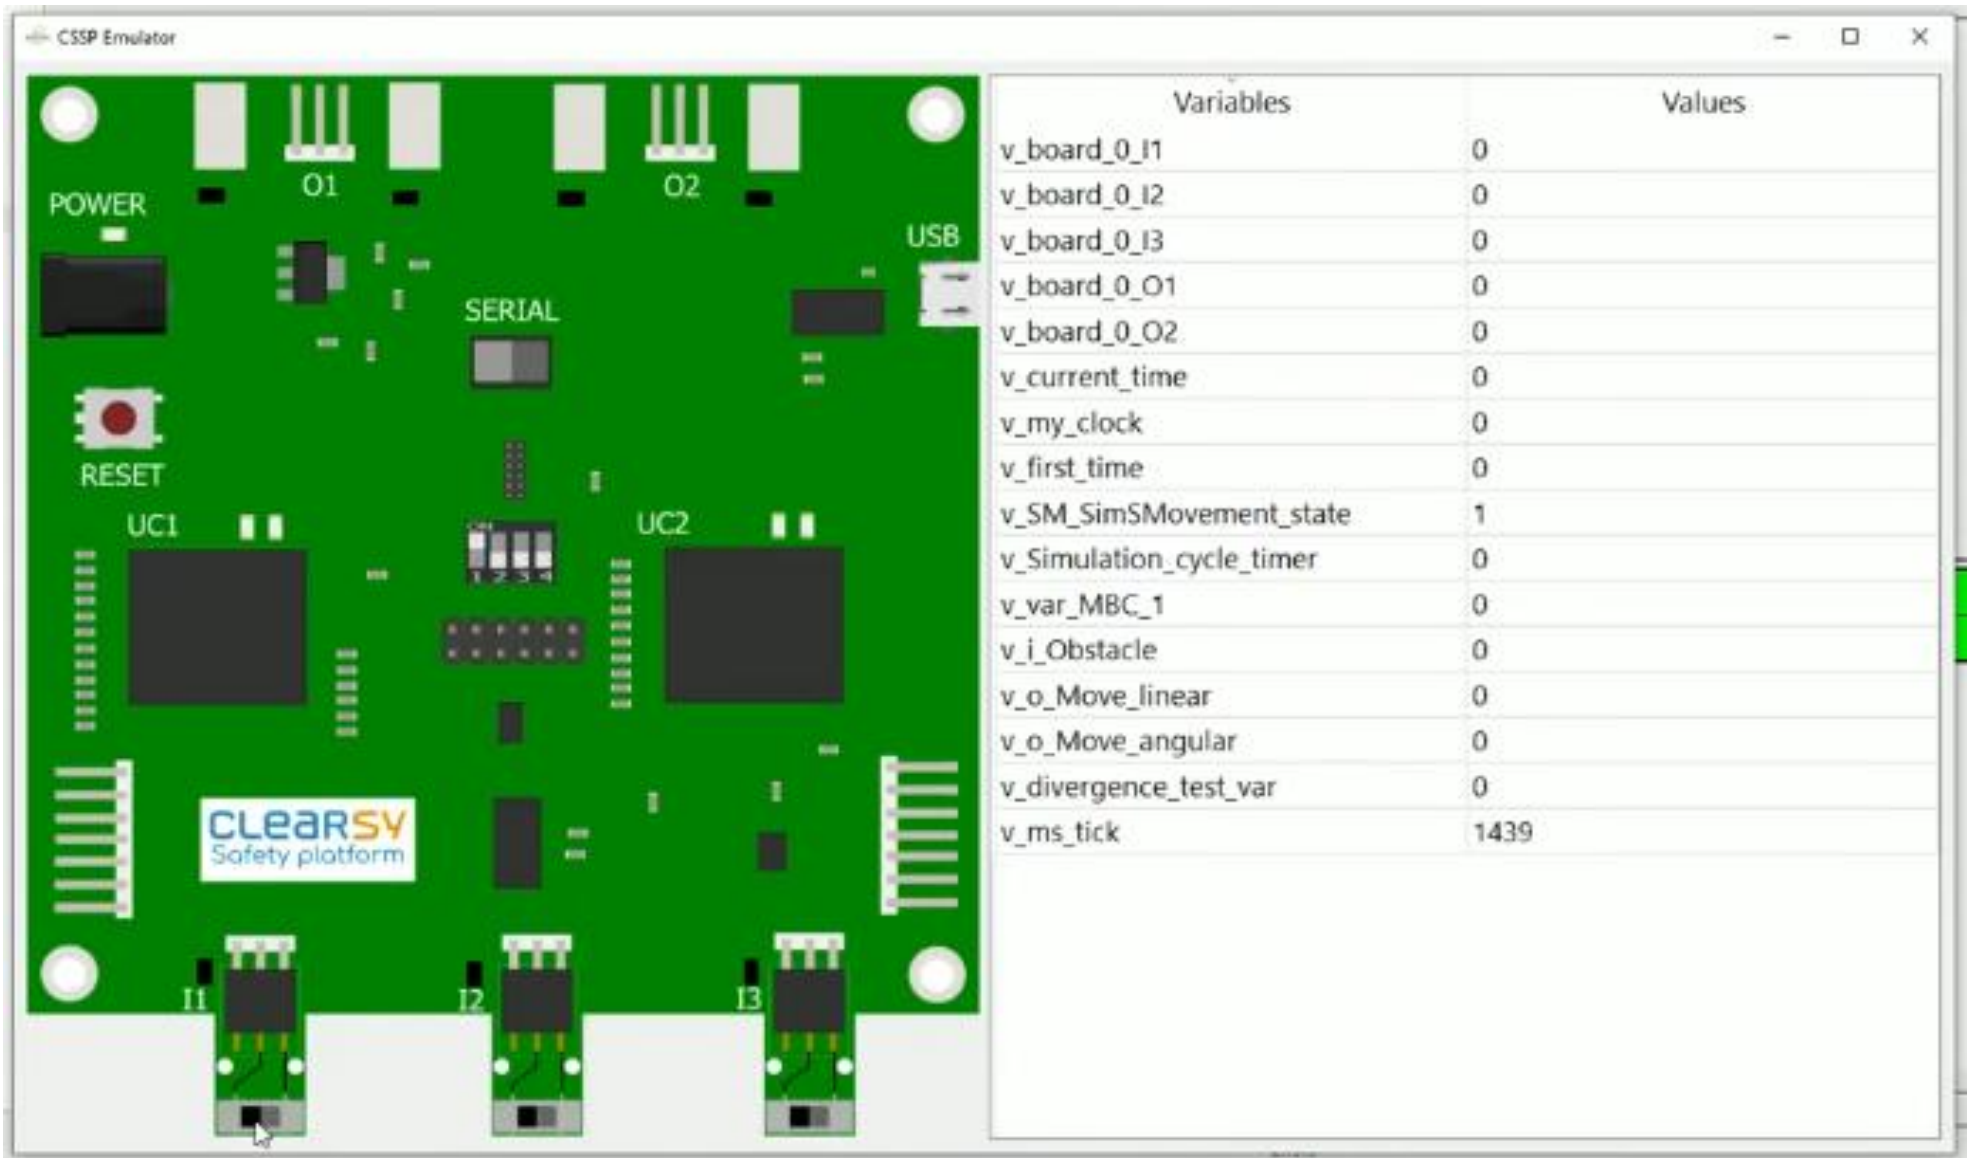 CSSP Emulator
Variables Values
v_board_0_I1 0
v_board_0_I2 0
v_board_0_I3 0
v_board_0_O1 0
v_board_0_O2 0
v_current_time 0
v_my_clock 0
v_first_time 0
v_SM_SimSMovement_state 1
v_Simulation_cycle_timer 0
v_var_MBC_1 0
v_i_Obstacle 0
v_o_Move_linear 0
v_o_Move_angular 0
v_divergence_test_var 0
v_ms_tick 1439
O1
O2
POWER
USB
SERIAL
RESET
UC1
UC2
ON
1 2 3 4
CLEARSY
Safety platform
I1
I2
I3